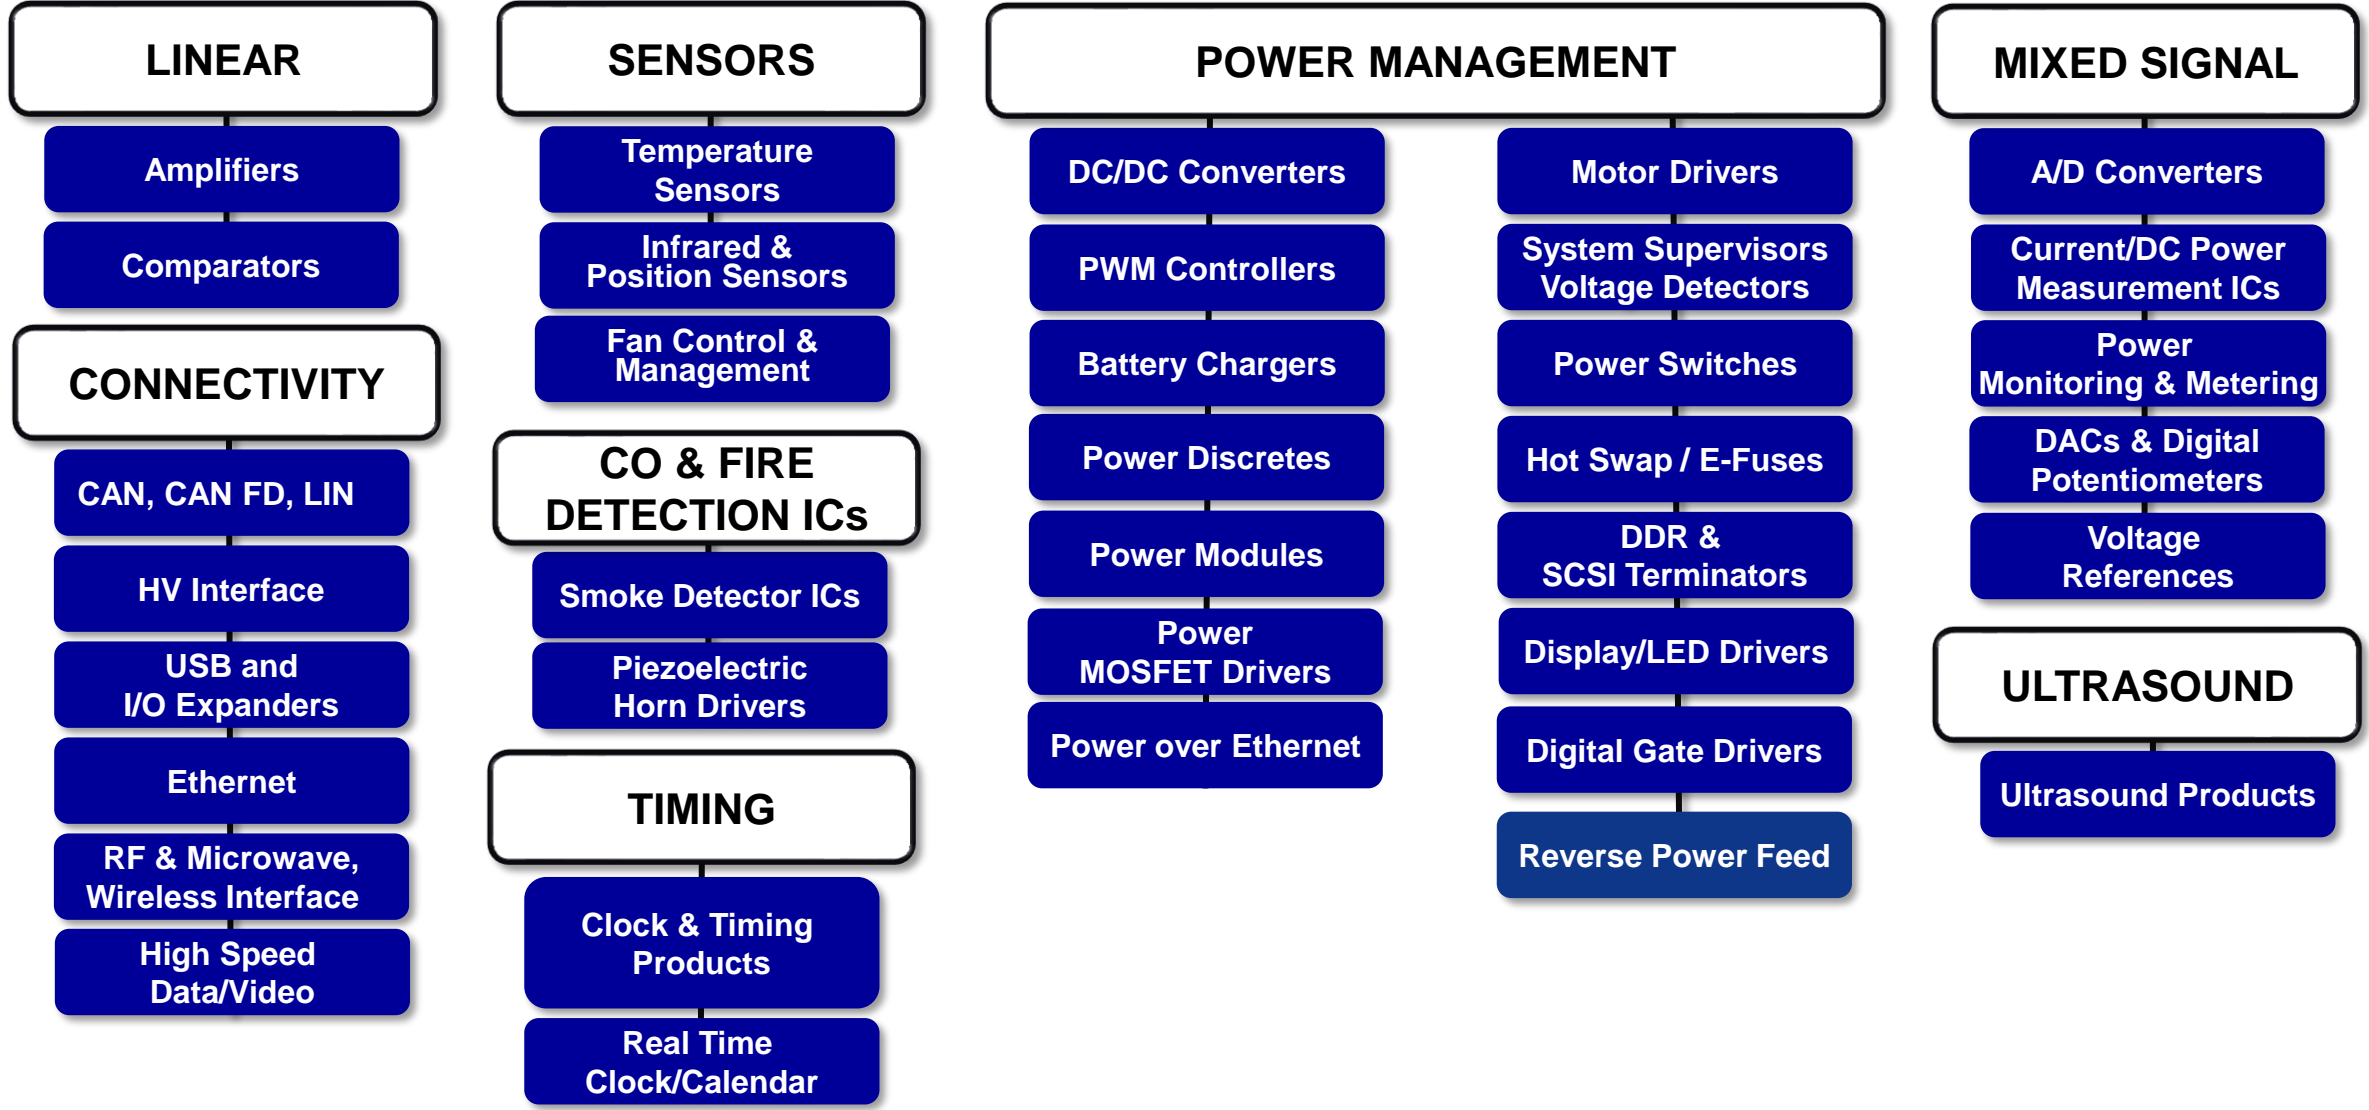 LINEAR
Amplifiers
Comparators
CONNECTIVITY
CAN, CAN FD, LIN
HV Interface
USB and
I/O Expanders
Ethernet
RF & Microwave,
Wireless Interface
High Speed
Data/Video
SENSORS
Temperature
Sensors
Infrared &
Position Sensors
Fan Control &
Management
CO & FIRE
DETECTION ICs
Smoke Detector ICs
Piezoelectric
Horn Drivers
TIMING
Clock & Timing
Products
Real Time
Clock/Calendar
POWER MANAGEMENT
DC/DC Converters
PWM Controllers
Battery Chargers
Power Discretes
Power Modules
Power
MOSFET Drivers
Power over Ethernet
Motor Drivers
System Supervisors
Voltage Detectors
Power Switches
Hot Swap / E-Fuses
DDR &
SCSI Terminators
Display/LED Drivers
Digital Gate Drivers
Reverse Power Feed
MIXED SIGNAL
A/D Converters
Current/DC Power
Measurement ICs
Power
Monitoring & Metering
DACs & Digital
Potentiometers
Voltage
References
ULTRASOUND
Ultrasound Products